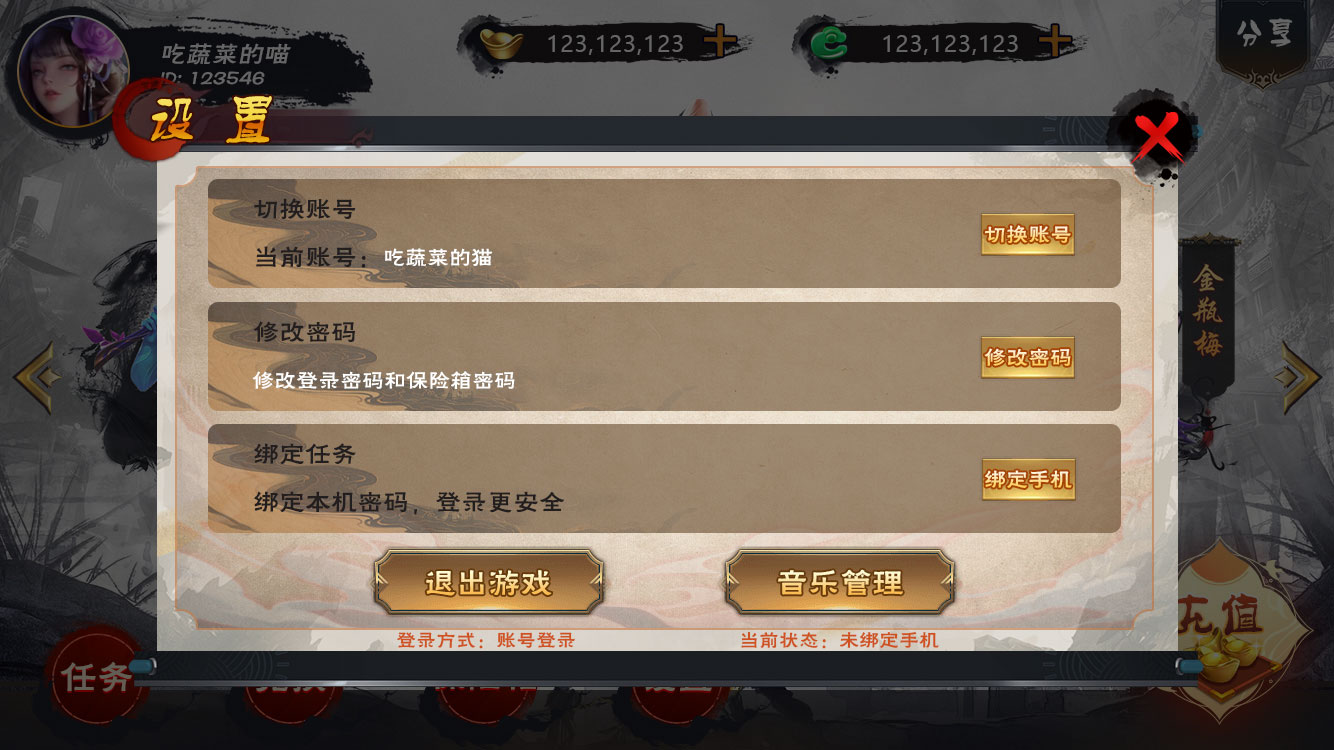 吃蔬菜的喵
ID: 123546
123,123,123
123,123,123
分享
设置
切换账号
当前账号：吃蔬菜的猫
切换账号
修改密码
修改登录密码和保险箱密码
修改密码
绑定任务
绑定本机密码，登录更安全
绑定手机
金瓶梅
退出游戏
音乐管理
登录方式：账号登录
当前状态：未绑定手机
充值
任务